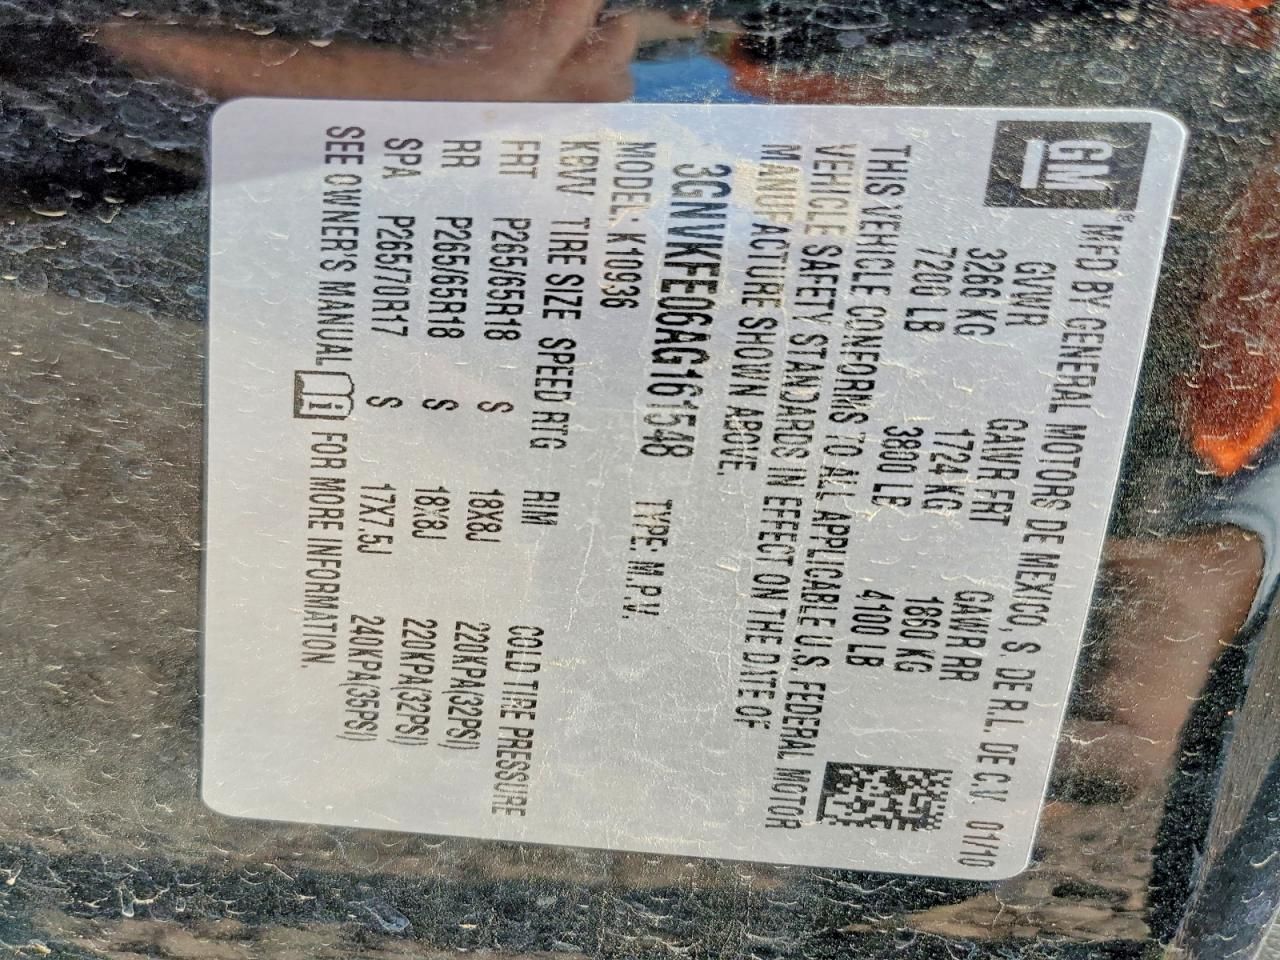 GM
® MFD BY GENERAL MOTORS DE MEXICO, S. DE R.L. DE C.V. 01/10
GVWR GAWR FRT GAWR RR
3266 KG 1724 KG 1860 KG
7200 LB 3800 LB 4100 LB
THIS VEHICLE CONFORMS TO ALL APPLICABLE U.S. FEDERAL MOTOR
VEHICLE SAFETY STANDARDS IN EFFECT ON THE DATE OF
MANUFACTURE SHOWN ABOVE.
3GNVKFE06AG161548 TYPE: M.P.V.
MODEL: K10936
KBVV TIRE SIZE SPEED RTG RIM COLD TIRE PRESSURE
FRT P265/65R18 S 18X8J 220KPA(32PSI)
RR P265/65R18 S 18X8J 220KPA(32PSI)
SPA P265/70R17 S 17X7.5J 240KPA(35PSI)
SEE OWNER'S MANUAL i FOR MORE INFORMATION.